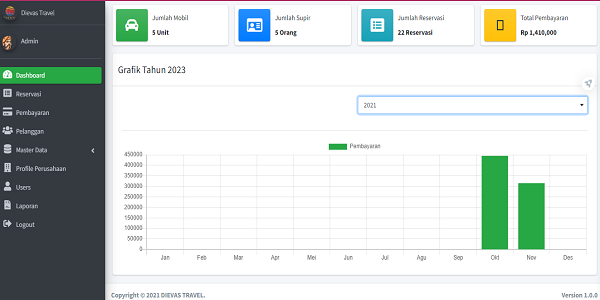 Dievas Travel
Admin
Dashboard
Reservasi
Pembayaran
Pelanggan
Master Data
Profile Perusahaan
Users
Laporan
Logout
Jumlah Mobil
5 Unit
Jumlah Supir
5 Orang
Jumlah Reservasi
22 Reservasi
Total Pembayaran
Rp 1,410,000
Grafik Tahun 2023
2021
Pembayaran
450000
400000
350000
300000
250000
200000
150000
100000
50000
0
Jan Feb Mar Apr Mei Jun Jul Agu Sep Okt Nov Des
Copyright © 2021 DIEVAS TRAVEL. Version 1.0.0